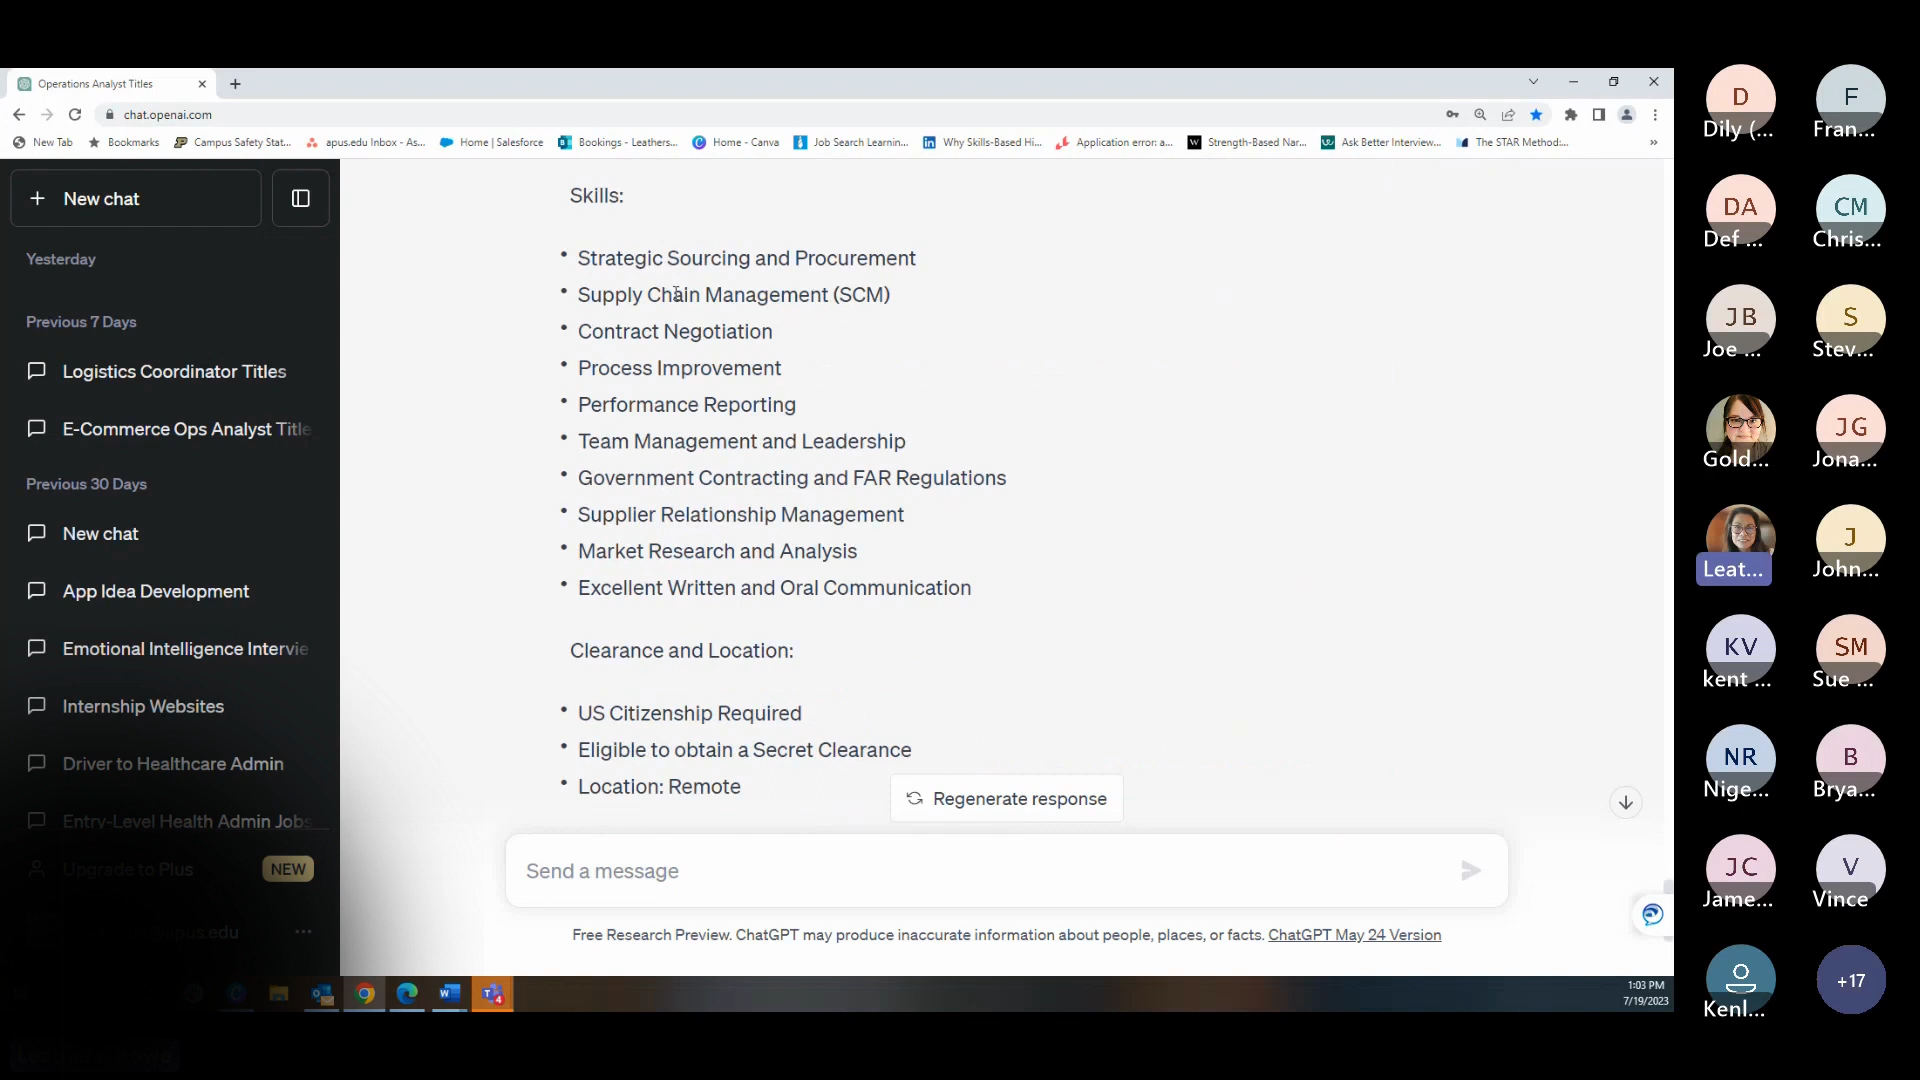 Operations Analyst Titles
chat.openai.com
New Tab Bookmarks Campus Safety Stat... apus.edu Inbox - As... Home | Salesforce Bookings - Leathers... Home - Canva Job Search Learnin... Why Skills-Based Hi... Application error: a... Strength-Based Nar... Ask Better Interview... The STAR Method:... »
New chat
Yesterday
Previous 7 Days
Logistics Coordinator Titles
E-Commerce Ops Analyst Title
Previous 30 Days
New chat
App Idea Development
Emotional Intelligence Intervie
Internship Websites
Driver to Healthcare Admin
Entry-Level Health Admin Jobs
Upgrade to Plus NEW
apus.edu ...
Skills:
• Strategic Sourcing and Procurement
• Supply Chain Management (SCM)
• Contract Negotiation
• Process Improvement
• Performance Reporting
• Team Management and Leadership
• Government Contracting and FAR Regulations
• Supplier Relationship Management
• Market Research and Analysis
• Excellent Written and Oral Communication
Clearance and Location:
• US Citizenship Required
• Eligible to obtain a Secret Clearance
• Location: Remote
Regenerate response
Send a message
Free Research Preview. ChatGPT may produce inaccurate information about people, places, or facts. ChatGPT May 24 Version
4
1:03 PM
7/19/2023
D F
Dily (... Fran...
DA CM
Def ... Chris...
JB S
Joe ... Stev...
JG
Gold... Jona...
J
Leat... John...
KV SM
kent ... Sue ...
NR B
Nige... Brya...
JC V
Jame... Vince
+17
Kenl...